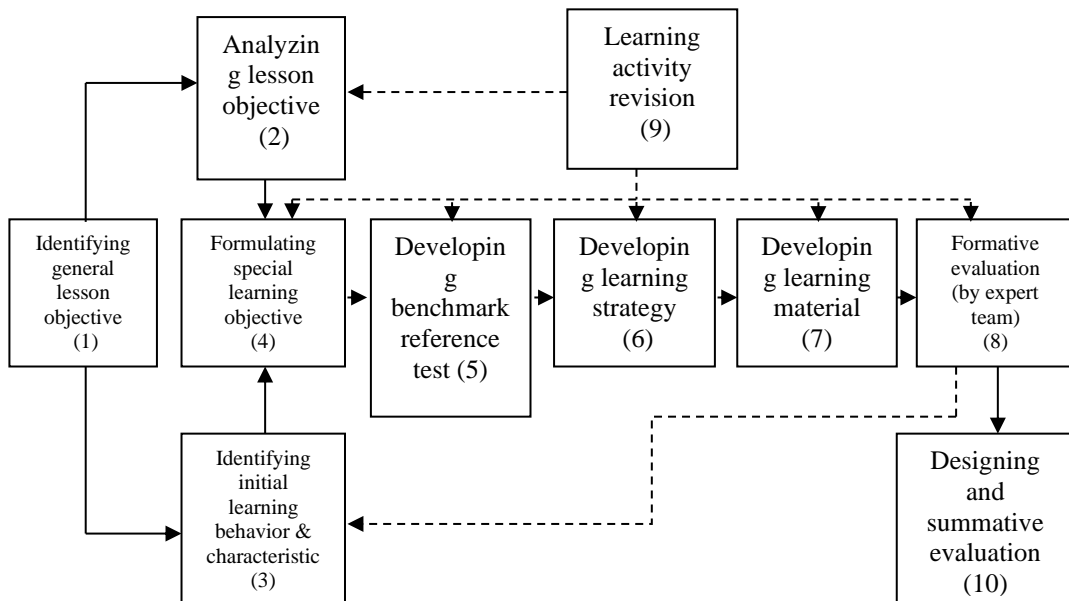 Analyzin
g lesson
objective
(2)
Learning
activity
revision
(9)
Identifying
general
lesson
objective
(1)
Formulating
special
learning
objective
(4)
Developin
g
benchmark
reference
test (5)
Developin
g learning
strategy
(6)
Developin
g learning
material
(7)
Formative
evaluation
(by expert
team)
(8)
Identifying
initial
learning
behavior &
characteristic
(3)
Designing
and
summative
evaluation
(10)